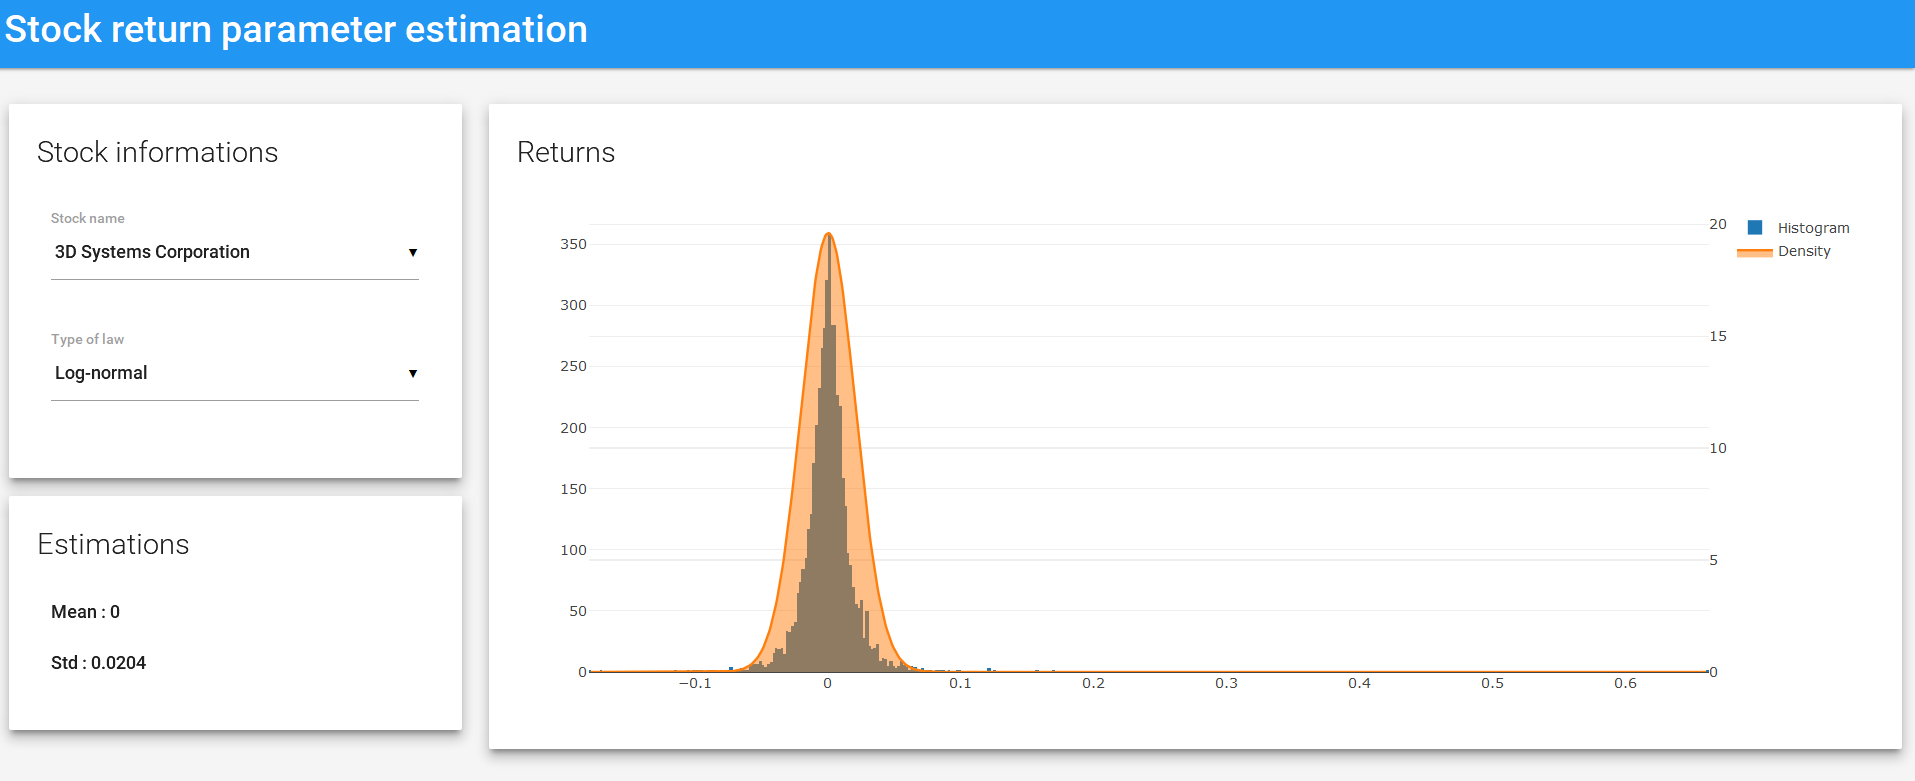 Stock return parameter estimation
Stock informations
Stock name
3D Systems Corporation ▼
Type of law
Log-normal ▼
Estimations
Mean : 0
Std : 0.0204
Returns
350
300
250
200
150
100
50
0
20
15
10
5
0
−0.1 0 0.1 0.2 0.3 0.4 0.5 0.6
Histogram
Density